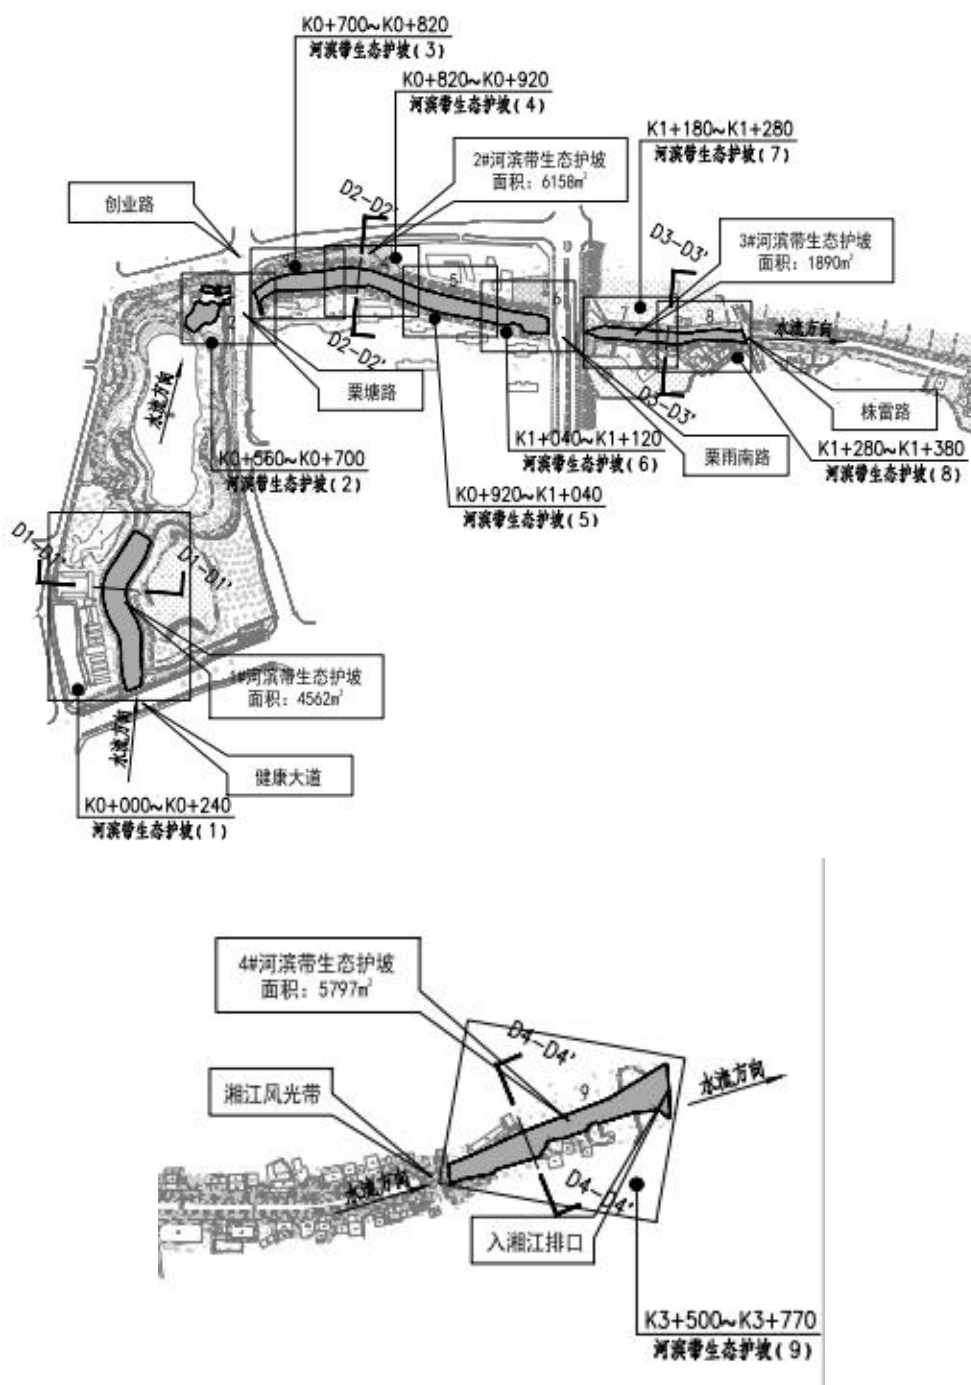 K0+700~K0+820
河滨带生态护坡(3)
K0+820~K0+920
河滨带生态护坡(4)
K1+180~K1+280
河滨带生态护坡(7)
2#河滨带生态护坡
面积：6158㎡
创业路
D2-D2'
D3-D3'
3#河滨带生态护坡
面积：1890㎡
5
6
7
8
水流方向
D2-D2'
栗塘路
D3-D3'
株雷路
水流方向
K1+040~K1+120
河滨带生态护坡(6)
栗雨南路
K1+280~K1+380
河滨带生态护坡(8)
K0+560~K0+700
河滨带生态护坡(2)
K0+920~K1+040
河滨带生态护坡(5)
D1-D1'
D1-D1'
1#河滨带生态护坡
面积：4562㎡
水流方向
健康大道
K0+000~K0+240
河滨带生态护坡(1)
4#河滨带生态护坡
面积：5797㎡
D4-D4'
湘江风光带
9
水流方向
水流方向
D4-D4'
入湘江排口
K3+500~K3+770
河滨带生态护坡(9)